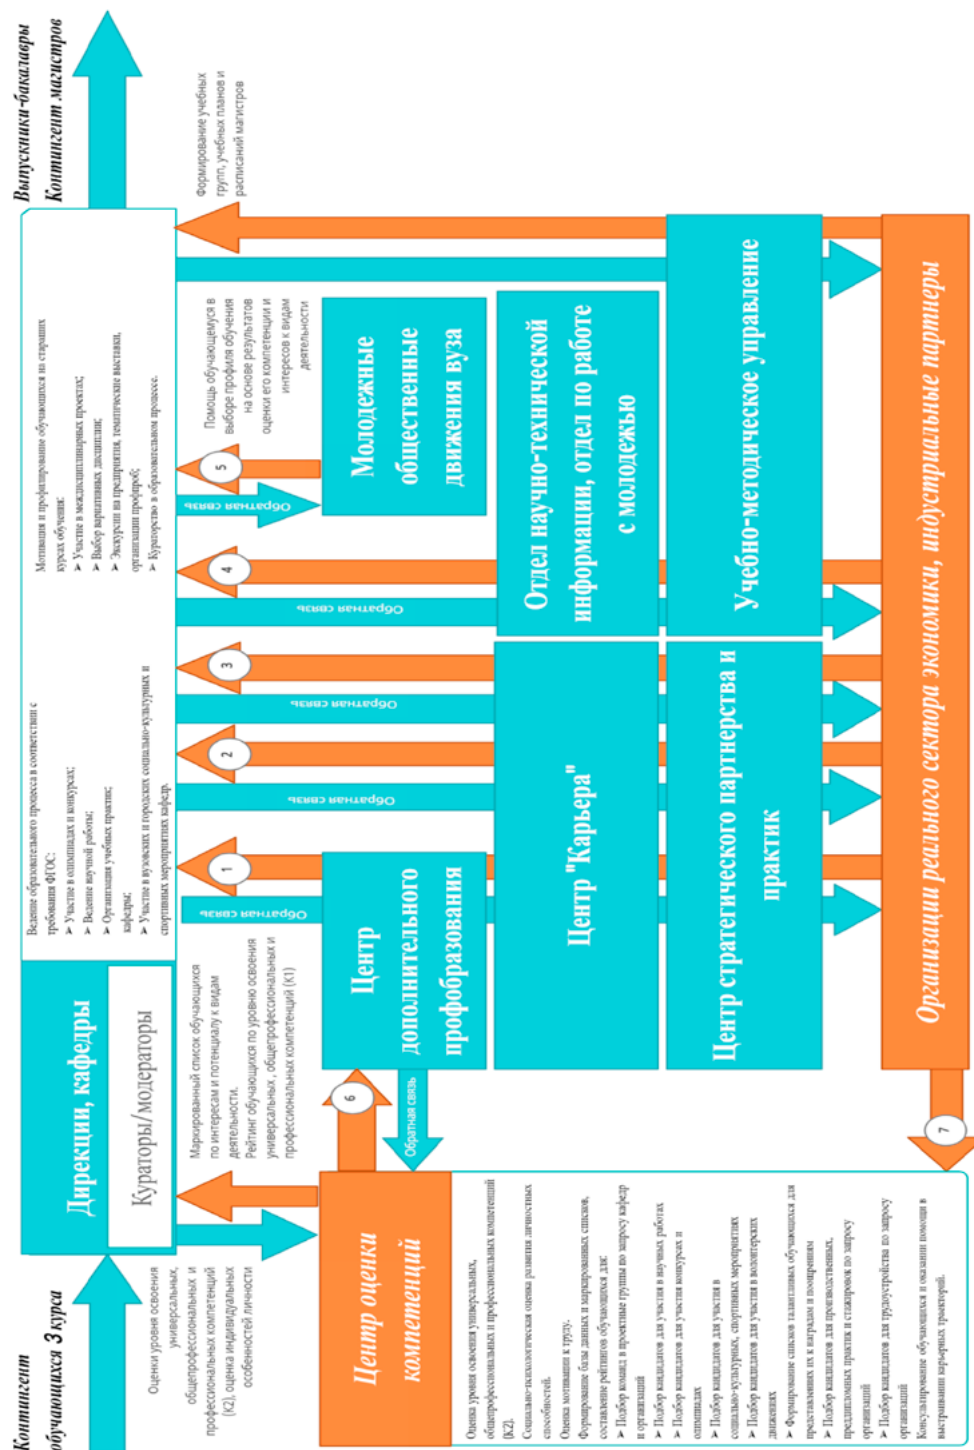 Контингент
обучающихся 3 курса
Дирекции, кафедры
Кураторы/модераторы
Ведение образовательного процесса в соответствии с
требования ФГОС:
➢ Участие в олимпиадах и конкурсах;
➢ Ведение научной работы;
➢ Организация учебных практик;
кафедры;
➢ Участие в вузовских и городских социально-культурных и
спортивных мероприятиях кафедр.
Мотивация и профилирование обучающихся на старших
курсах обучения:
➢ Участие в междисциплинарных проектах;
➢ Выбор вариативных дисциплин;
➢ Экскурсии на предприятия, тематические выставки,
организации профпроб;
➢ Кураторство в образовательном процессе.
Выпускники-бакалавры
Контингент магистров
Оценки уровня освоения
универсальных,
общепрофессиональных и
профессиональных компетенций
(К2), оценка индивидуальных
особенностей личности
Маркированный список обучающихся
по интересам и потенциалу к видам
деятельности.
Рейтинг обучающихся по уровню освоения
универсальных, общепрофессиональных и
профессиональных компетенций (К1)
Обратная связь
1
Обратная связь
2
Обратная связь
3
Обратная связь
4
Обратная связь
5
Помощь обучающемуся в
выборе профиля обучения
на основе результатов
оценки его компетенции и
интересов к видам
деятельности
Формирование учебных
групп, учебных планов и
расписаний магистров
Центр оценки
компетенций
6
Обратная связь
Центр
дополнительного
профобразования
Молодежные
общественные
движения вуза
Центр "Карьера"
Отдел научно-технической
информации, отдел по работе
с молодежью
Центр стратегического партнерства и
практик
Учебно-методическое управление
Оценка уровня освоения универсальных,
общепрофессиональных и профессиональных компетенций
(К2).
Социально-психологическая оценка развития личностных
способностей.
Оценка мотивации к труду.
Формирование базы данных и маркированных списков,
составление рейтингов обучающихся для:
➢ Подбор команд в проектные группы по запросу кафедр
и организаций
➢ Подбор кандидатов для участия в научных работах
➢ Подбор кандидатов для участия конкурсах и
олимпиадах
➢ Подбор кандидатов для участия в
социально-культурных, спортивных мероприятиях
➢ Подбор кандидатов для участия в волонтерских
движениях
➢ Формирование списков талантливых обучающихся для
представления их к наградам и поощрениям
➢ Подбор кандидатов для производственных,
преддипломных практик и стажировок по запросу
организаций
➢ Подбор кандидатов для трудоустройства по запросу
организаций
Консультирование обучающихся и оказании помощи в
выстраивании карьерных траекторий.
7
Организации реального сектора экономики, индустриальные партнеры